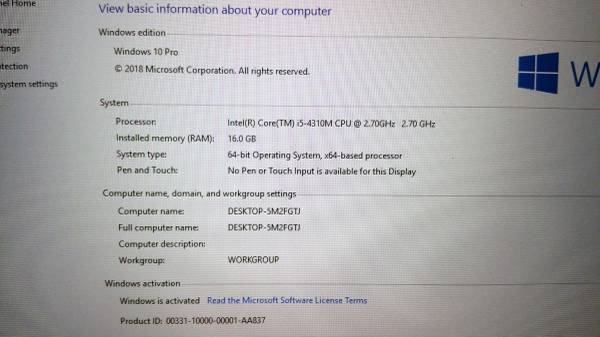 nel Home
View basic information about your computer
Windows edition
nager
Windows 10 Pro
ttings
© 2018 Microsoft Corporation. All rights reserved.
otection
system settings
W
System
Processor: Intel(R) Core(TM) i5-4310M CPU @ 2.70GHz 2.70 GHz
Installed memory (RAM): 16.0 GB
System type: 64-bit Operating System, x64-based processor
Pen and Touch: No Pen or Touch Input is available for this Display
Computer name, domain, and workgroup settings
Computer name: DESKTOP-5M2FGTJ
Full computer name: DESKTOP-5M2FGTJ
Computer description:
Workgroup: WORKGROUP
Windows activation
Windows is activated Read the Microsoft Software License Terms
Product ID: 00331-10000-00001-AA837